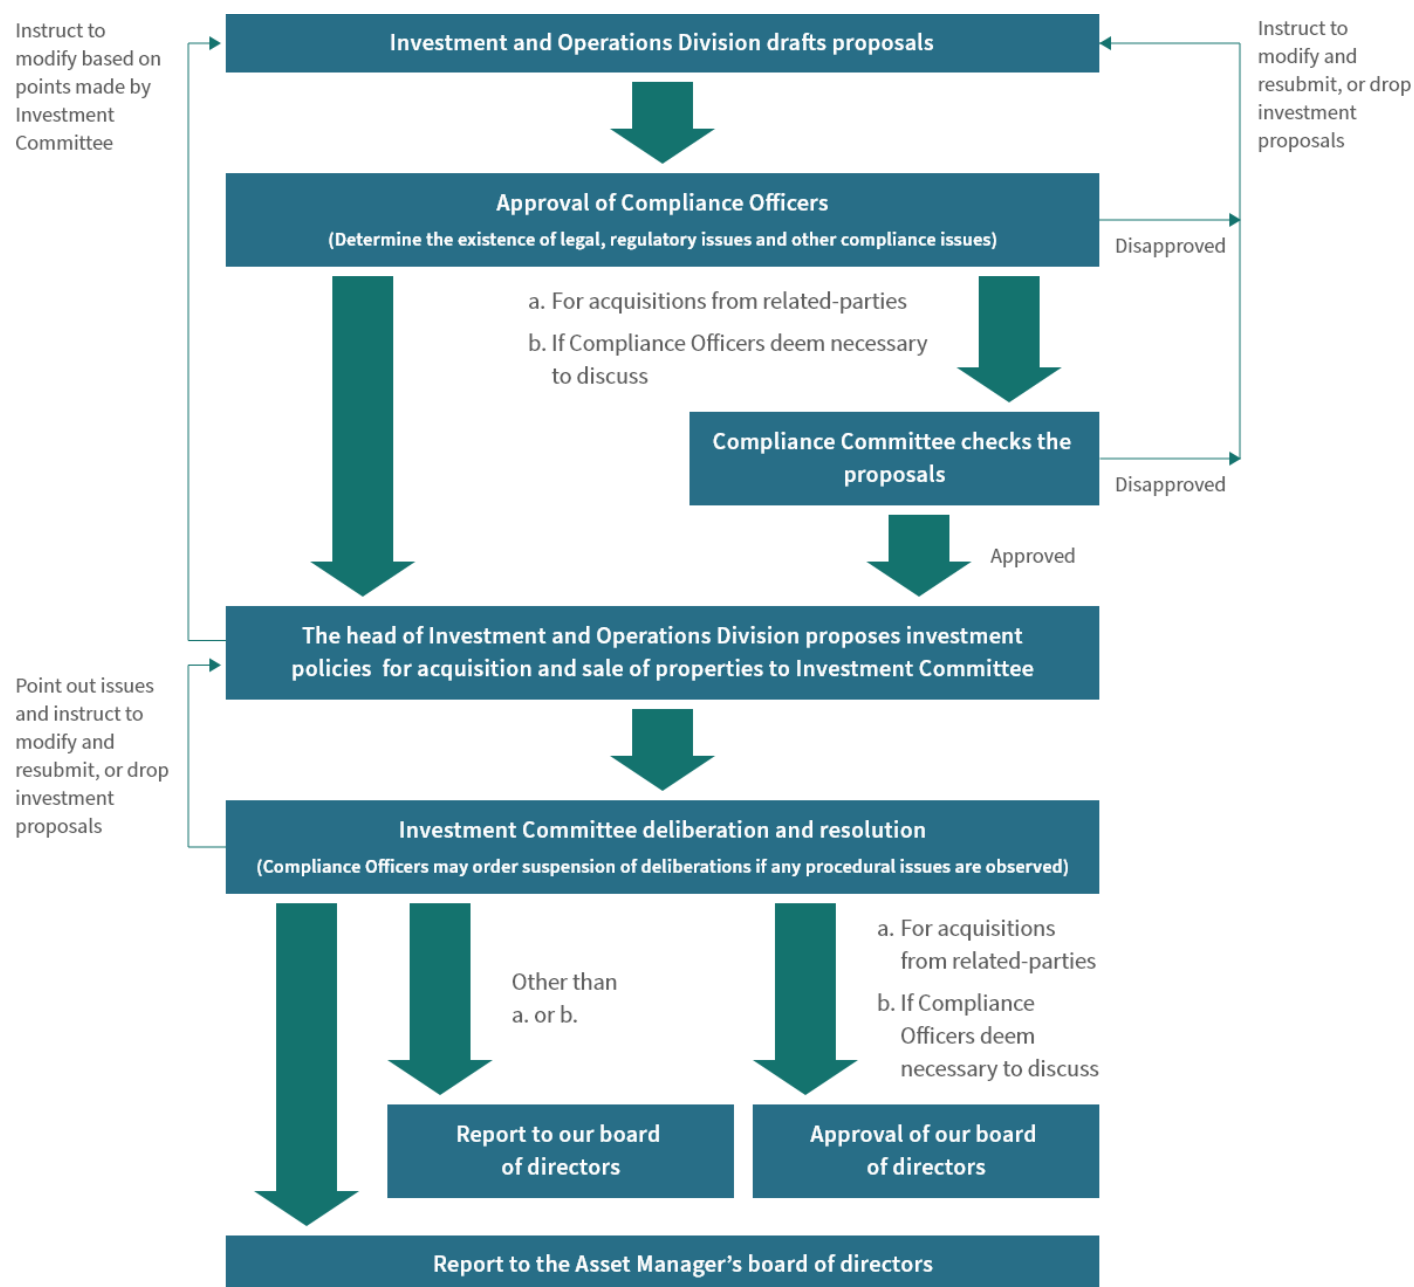 Instruct to
modify based on
points made by
Investment
Committee
Investment and Operations Division drafts proposals
Instruct to
modify and
resubmit, or drop
investment
proposals
Approval of Compliance Officers
(Determine the existence of legal, regulatory issues and other compliance issues)
Disapproved
a. For acquisitions from related-parties
b. If Compliance Officers deem necessary
to discuss
Compliance Committee checks the
proposals
Disapproved
Approved
The head of Investment and Operations Division proposes investment
policies for acquisition and sale of properties to Investment Committee
Point out issues
and instruct to
modify and
resubmit, or drop
investment
proposals
Investment Committee deliberation and resolution
(Compliance Officers may order suspension of deliberations if any procedural issues are observed)
Other than
a. or b.
a. For acquisitions
from related-parties
b. If Compliance
Officers deem
necessary to discuss
Report to our board
of directors
Approval of our board
of directors
Report to the Asset Manager’s board of directors